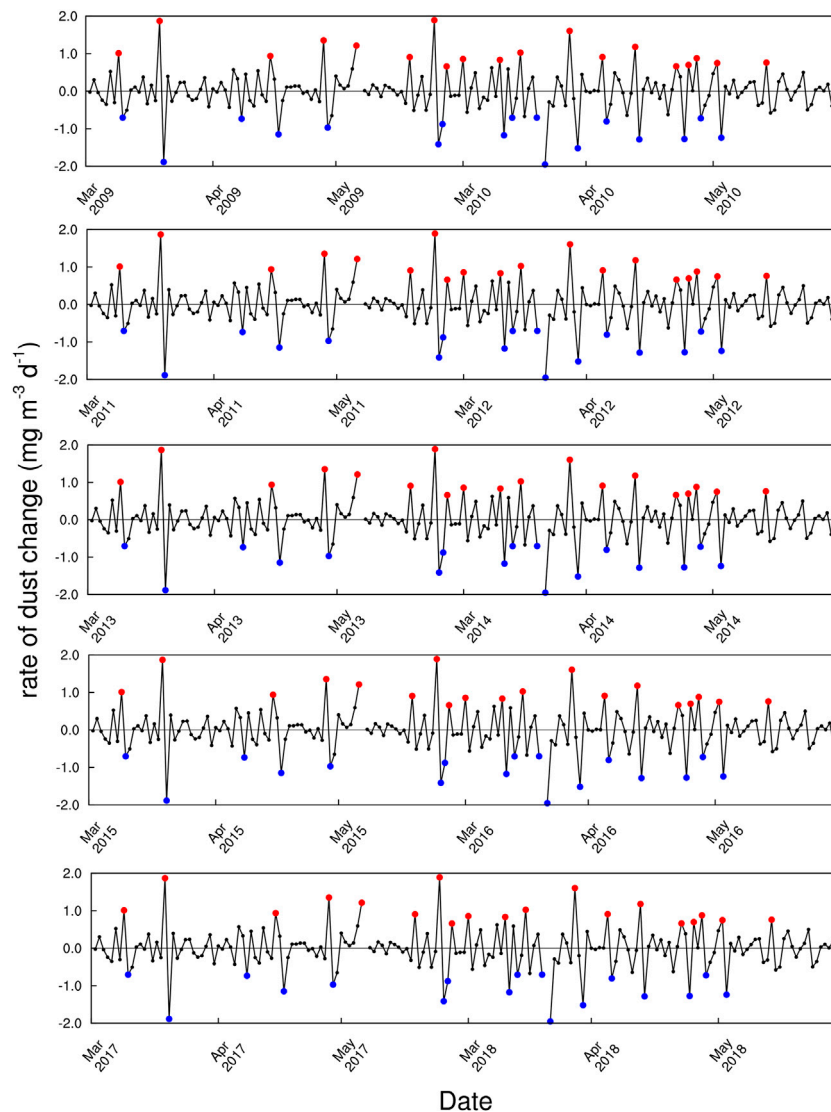 rate of dust change (mg m⁻³ d⁻¹)
2.0
1.0
0.0
-1.0
-2.0
Mar 2009
Apr 2009
May 2009
Mar 2010
Apr 2010
May 2010
2.0
1.0
0.0
-1.0
-2.0
Mar 2011
Apr 2011
May 2011
Mar 2012
Apr 2012
May 2012
2.0
1.0
0.0
-1.0
-2.0
Mar 2013
Apr 2013
May 2013
Mar 2014
Apr 2014
May 2014
2.0
1.0
0.0
-1.0
-2.0
Mar 2015
Apr 2015
May 2015
Mar 2016
Apr 2016
May 2016
2.0
1.0
0.0
-1.0
-2.0
Mar 2017
Apr 2017
May 2017
Mar 2018
Apr 2018
May 2018
Date